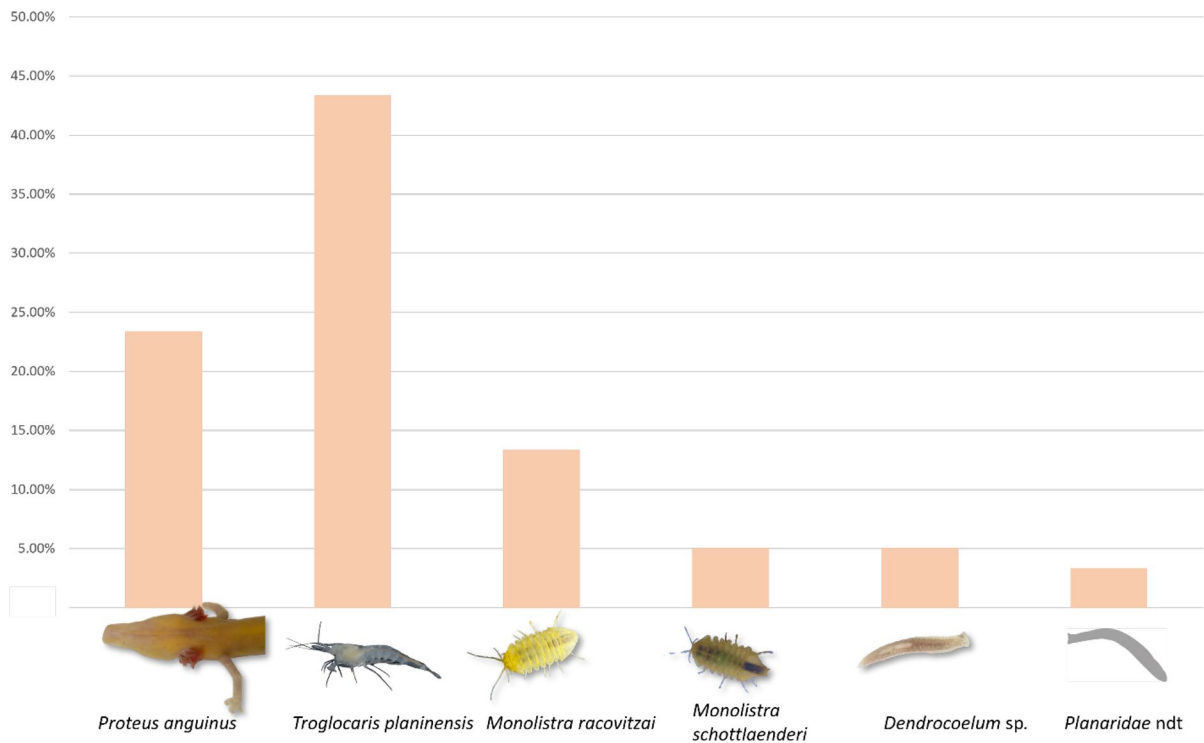 50.00%
45.00%
40.00%
35.00%
30.00%
25.00%
20.00%
15.00%
10.00%
5.00%
Proteus anguinus
Troglocaris planinensis
Monolistra racovitzai
Monolistra
schottlaenderi
Dendrocoelum sp.
Planaridae ndt